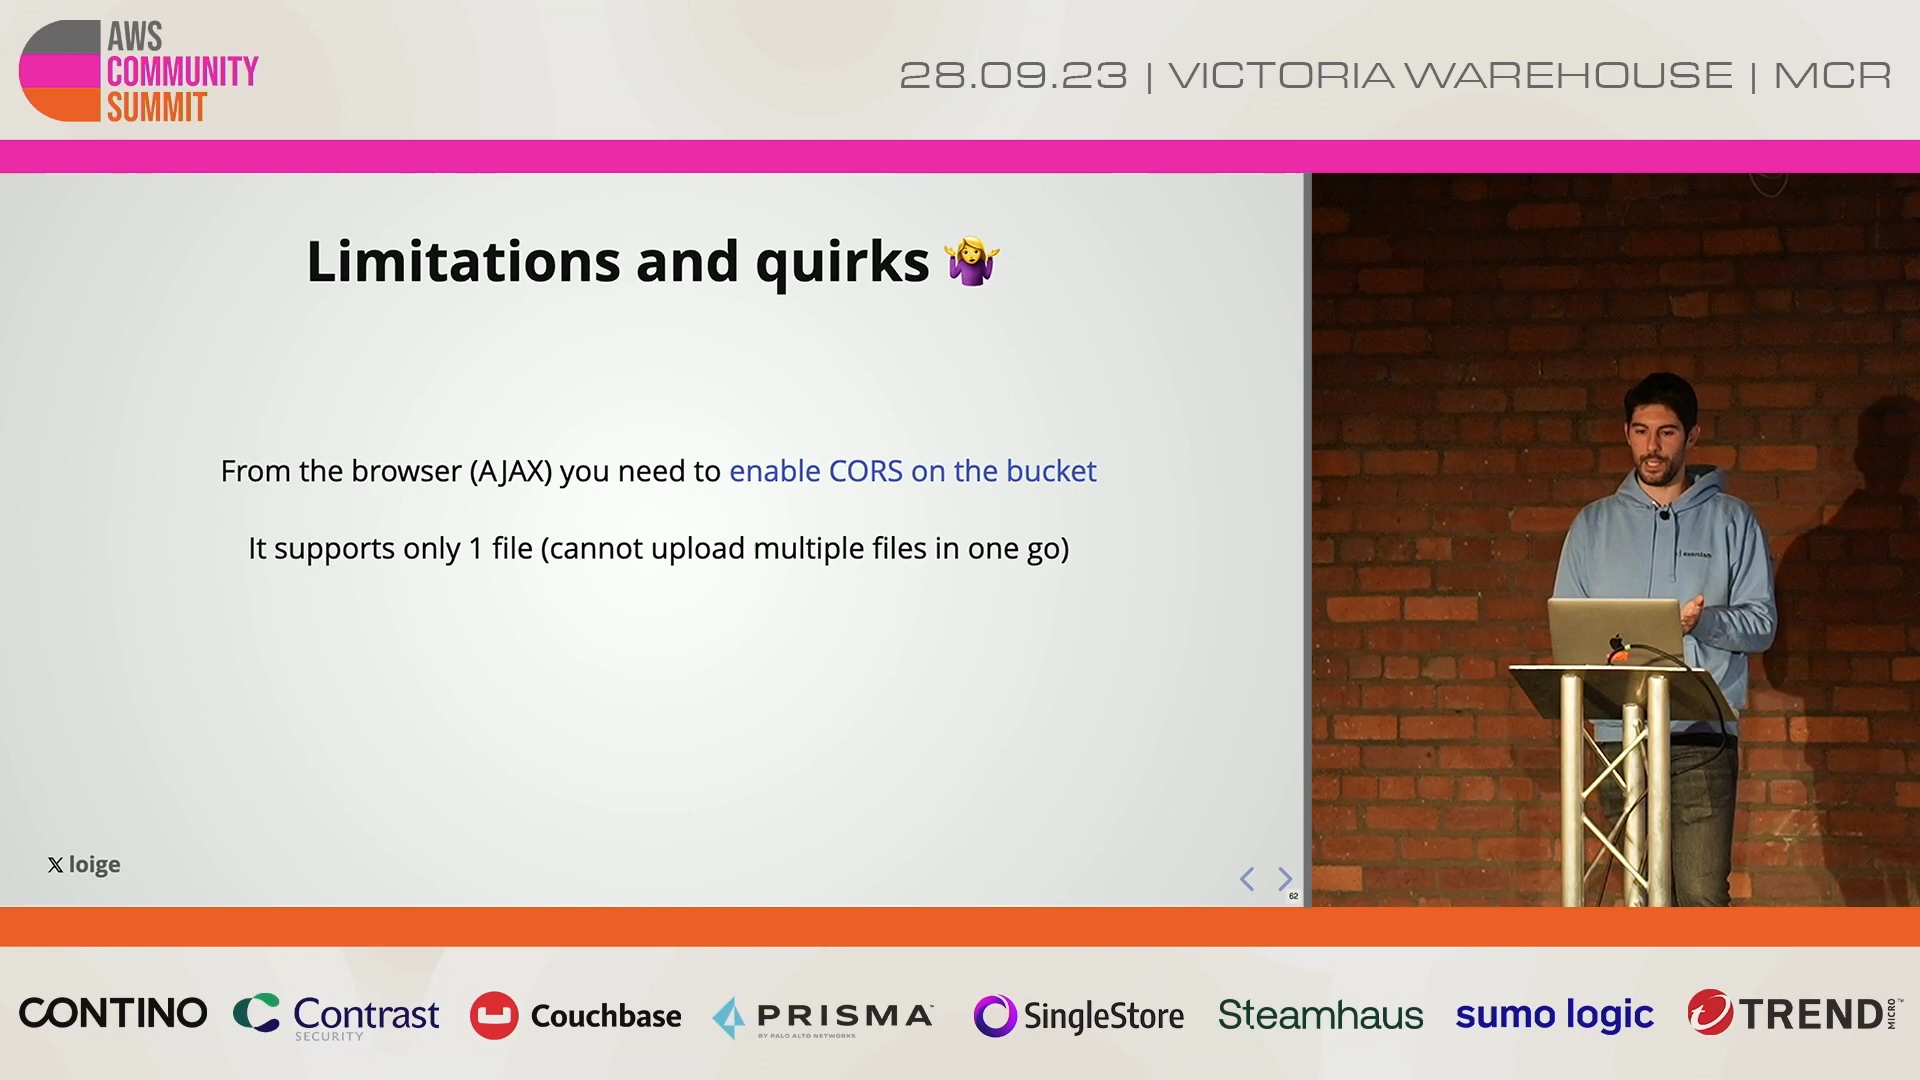 AWS
COMMUNITY
SUMMIT
28.09.23 | VICTORIA WAREHOUSE | MCR
Limitations and quirks
From the browser (AJAX) you need to enable CORS on the bucket
It supports only 1 file (cannot upload multiple files in one go)
X loige
62
CONTINO
Contrast
SECURITY
Couchbase
PRISMA
BY PALO ALTO NETWORKS
SingleStore
Steamhaus
sumo logic
TREND
MICRO